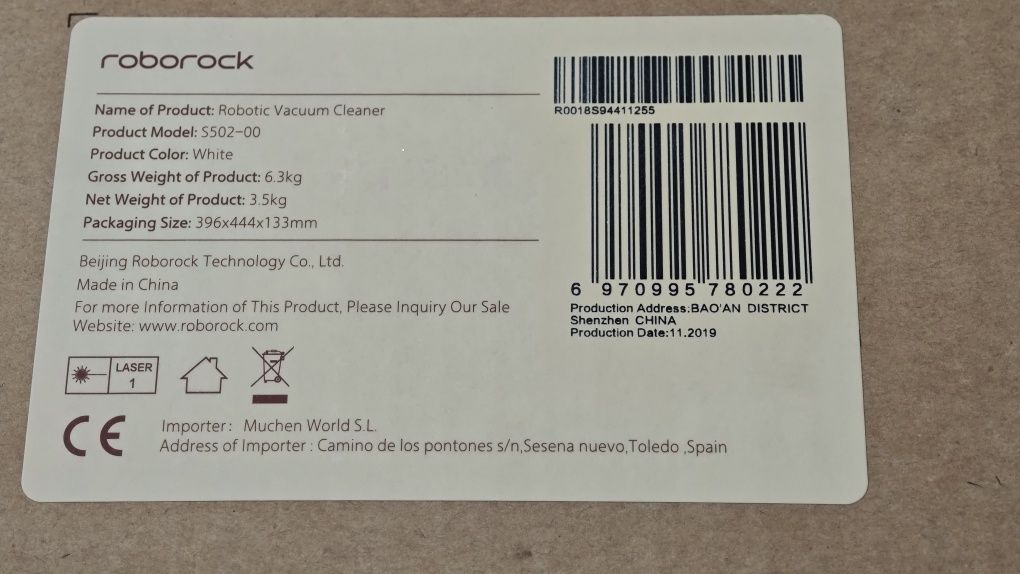 roborock
Name of Product: Robotic Vacuum Cleaner
Product Model: S502-00
Product Color: White
Gross Weight of Product: 6.3kg
Net Weight of Product: 3.5kg
Packaging Size: 396x444x133mm
Beijing Roborock Technology Co., Ltd.
Made in China
For more Information of This Product, Please Inquiry Our Sale
Website: www.roborock.com
LASER
1
CE
Importer: Muchen World S.L.
Address of Importer : Camino de los pontones s/n,Sesena nuevo,Toledo ,Spain
R0018S94411255
6 970995 780222
Production Address:BAO'AN DISTRICT
Shenzhen CHINA
Production Date:11.2019